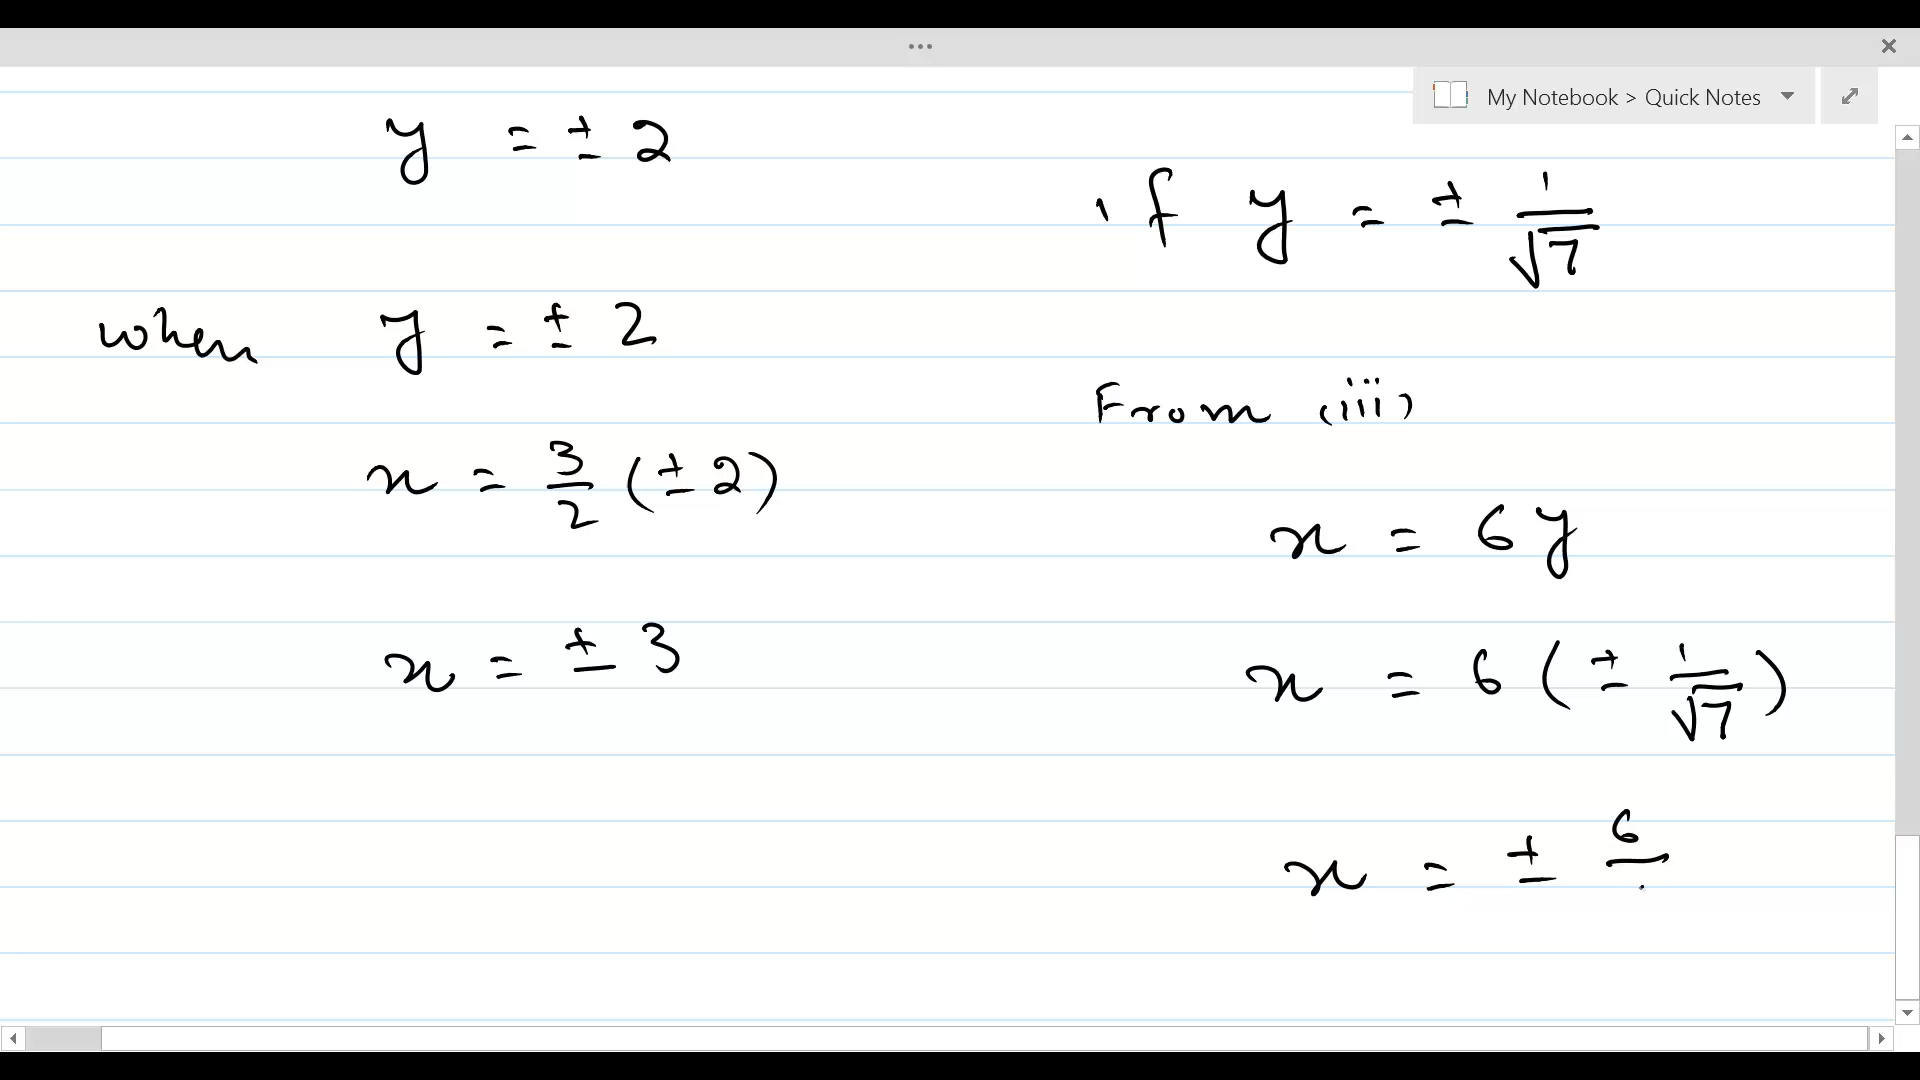 My Notebook > Quick Notes
y = ± 2
when y = ± 2
x = 3/2 (± 2)
x = ± 3
if y = ± 1/√7
From (iii)
x = 6y
x = 6 (± 1/√7)
x = ± 6/